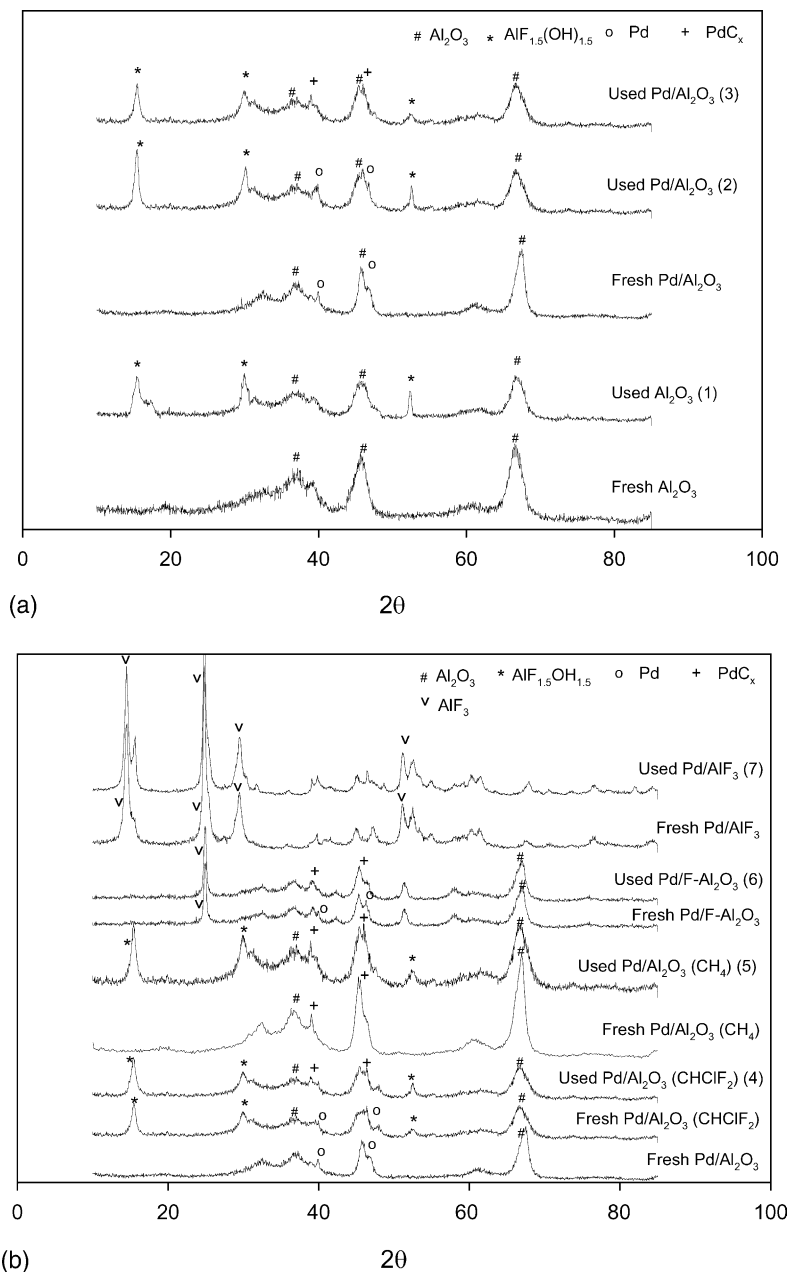 # Al₂O₃ * AlF₁.₅(OH)₁.₅ o Pd + PdCₓ
Used Pd/Al₂O₃ (3)
Used Pd/Al₂O₃ (2)
Fresh Pd/Al₂O₃
Used Al₂O₃ (1)
Fresh Al₂O₃
0 20 40 60 80 100
(a) 2θ
# Al₂O₃ * AlF₁.₅OH₁.₅ o Pd + PdCₓ
v AlF₃
Used Pd/AlF₃ (7)
Fresh Pd/AlF₃
Used Pd/F-Al₂O₃ (6)
Fresh Pd/F-Al₂O₃
Used Pd/Al₂O₃ (CH₄) (5)
Fresh Pd/Al₂O₃ (CH₄)
Used Pd/Al₂O₃ (CHClF₂) (4)
Fresh Pd/Al₂O₃ (CHClF₂)
Fresh Pd/Al₂O₃
0 20 40 60 80 100
(b) 2θ